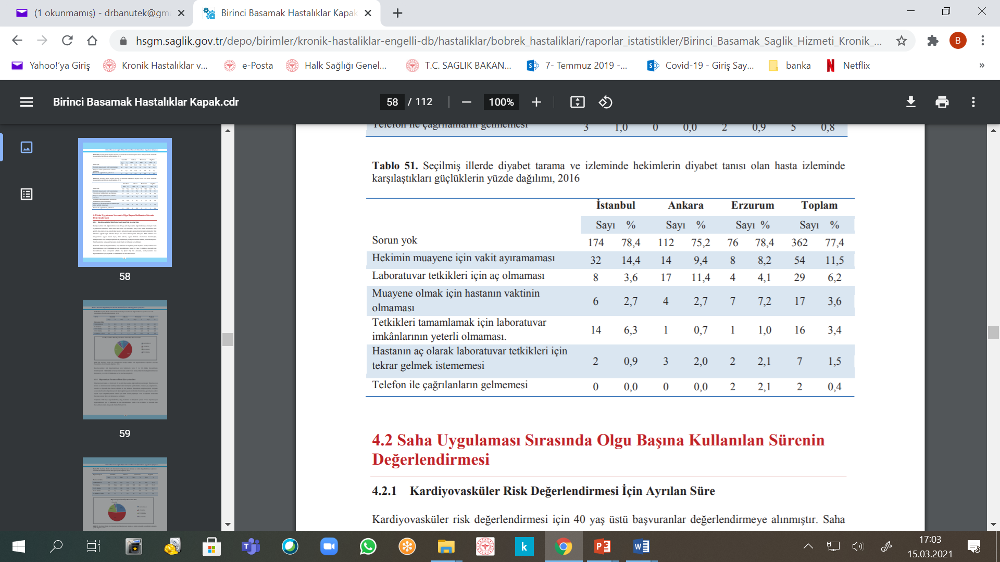 (1 okunmamış) - drbanutek@gm
Birinci Basamak Hastalıklar Kapak
hsgm.saglik.gov.tr/depo/birimler/kronik-hastaliklar-engelli-db/hastaliklar/bobrek_hastaliklari/raporlar_istatistikler/Birinci_Basamak_Saglik_Hizmeti_Kronik_...
B
Yahoo!'ya Giriş
Kronik Hastalıklar v...
e-Posta
Halk Sağlığı Genel...
T.C. SAGLIK BAKAN...
7- Temmuz 2019 -...
Covid-19 - Giriş Say...
banka
Netflix
»
Birinci Basamak Hastalıklar Kapak.cdr
58 / 112
100%
58
59
Telefon ile çağrılanların gelmemesi 3 1,0 0 0,0 2 0,9 5 0,8
Tablo 51. Seçilmiş illerde diyabet tarama ve izleminde hekimlerin diyabet tanısı olan hasta izleminde
karşılaştıkları güçlüklerin yüzde dağılımı, 2016
İstanbul Ankara Erzurum Toplam
Sayı % Sayı % Sayı % Sayı %
Sorun yok 174 78,4 112 75,2 76 78,4 362 77,4
Hekimin muayene için vakit ayıramaması 32 14,4 14 9,4 8 8,2 54 11,5
Laboratuvar tetkikleri için aç olmaması 8 3,6 17 11,4 4 4,1 29 6,2
Muayene olmak için hastanın vaktinin
olmaması 6 2,7 4 2,7 7 7,2 17 3,6
Tetkikleri tamamlamak için laboratuvar
imkânlarının yeterli olmaması. 14 6,3 1 0,7 1 1,0 16 3,4
Hastanın aç olarak laboratuvar tetkikleri için
tekrar gelmek istememesi 2 0,9 3 2,0 2 2,1 7 1,5
Telefon ile çağrılanların gelmemesi 0 0,0 0 0,0 2 2,1 2 0,4
4.2 Saha Uygulaması Sırasında Olgu Başına Kullanılan Sürenin
Değerlendirmesi
4.2.1 Kardiyovasküler Risk Değerlendirmesi İçin Ayrılan Süre
Kardiyovasküler risk değerlendirmesi için 40 yaş üstü başvuranlar değerlendirmeye alınmıştır. Saha
17:03
15.03.2021